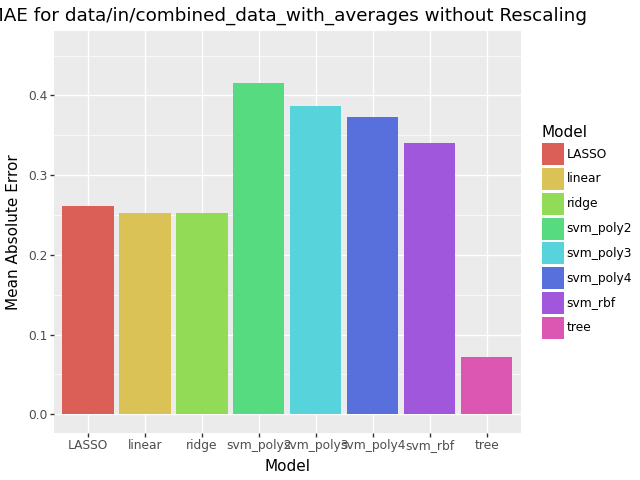 MAE for data/in/combined_data_with_averages without Rescaling
Mean Absolute Error
0.4
0.3
0.2
0.1
0.0
LASSO linear ridge svm_poly2 svm_poly3 svm_poly4 svm_rbf tree
Model
Model
LASSO
linear
ridge
svm_poly2
svm_poly3
svm_poly4
svm_rbf
tree